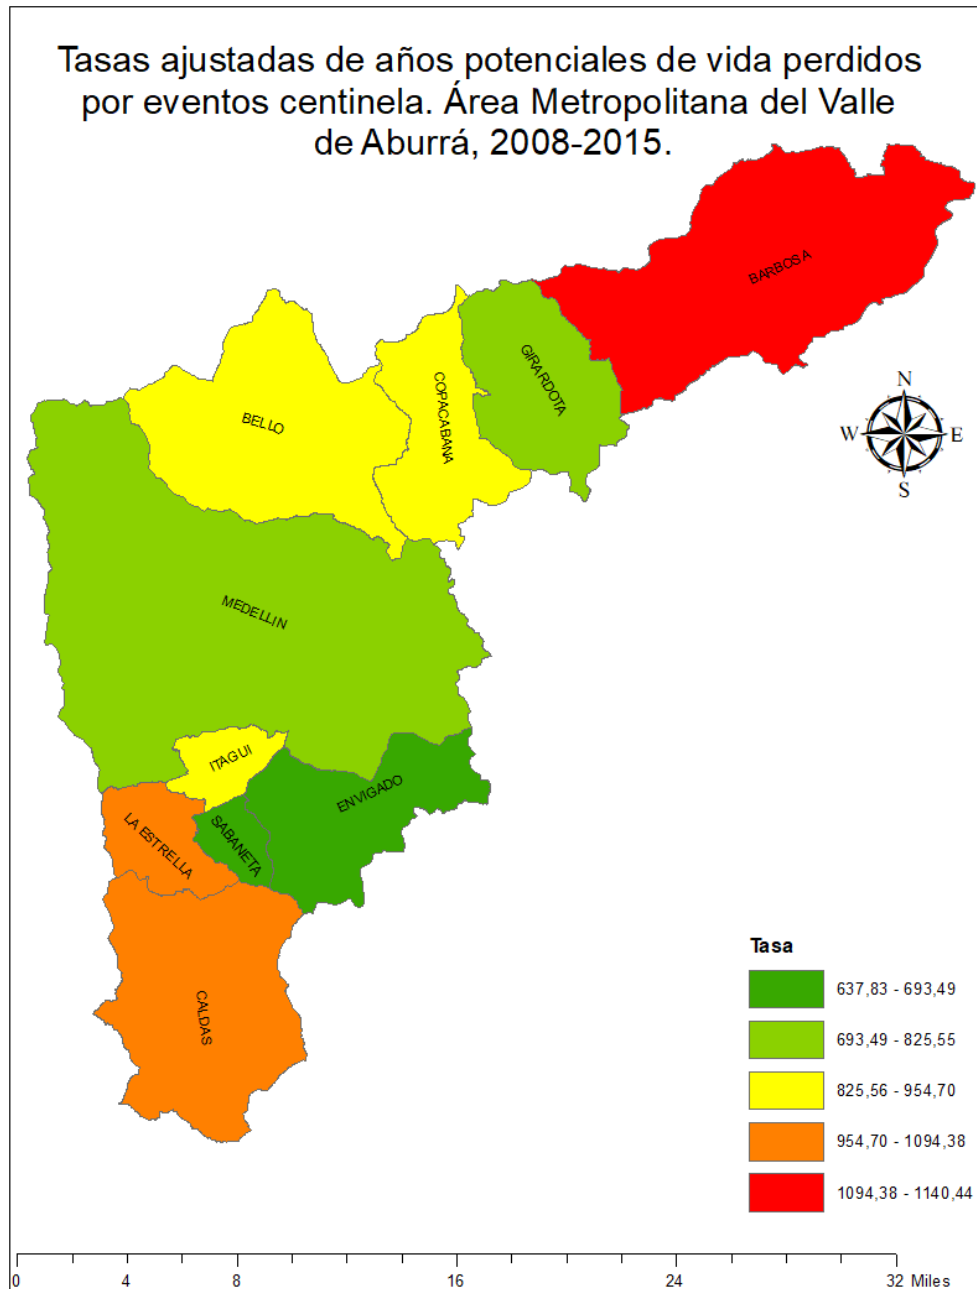 Tasas ajustadas de años potenciales de vida perdidos
por eventos centinela. Área Metropolitana del Valle
de Aburrá, 2008-2015.
BARBOSA
GIRARDOTA
COPACABANA
BELLO
N
W E
S
MEDELLIN
ITAGUI
ENVIGADO
SABANETA
LA ESTRELLA
CALDAS
Tasa
637,83 - 693,49
693,49 - 825,55
825,56 - 954,70
954,70 - 1094,38
1094,38 - 1140,44
0 4 8 16 24 32 Miles